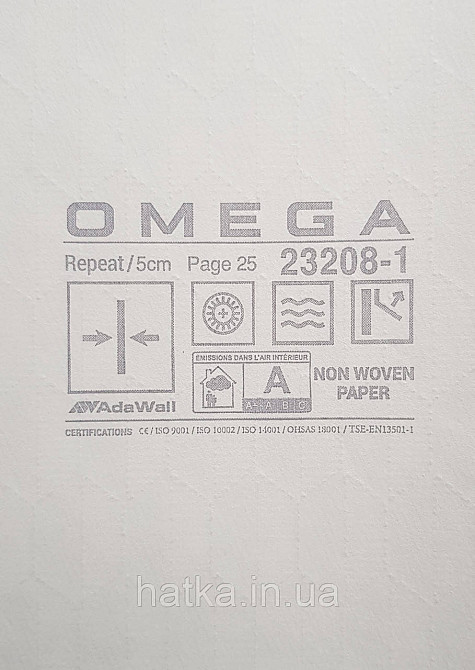 OMEGA
Repeat/5cm Page 25 23208-1
ÉMISSIONS DANS L'AIR INTÉRIEUR
A
A+ A B C
NON WOVEN
PAPER
AdaWall
CERTIFICATIONS CE / ISO 9001 / ISO 10002 / ISO 14001 / OHSAS 18001 / TSE-EN13501-1
hatka.in.ua